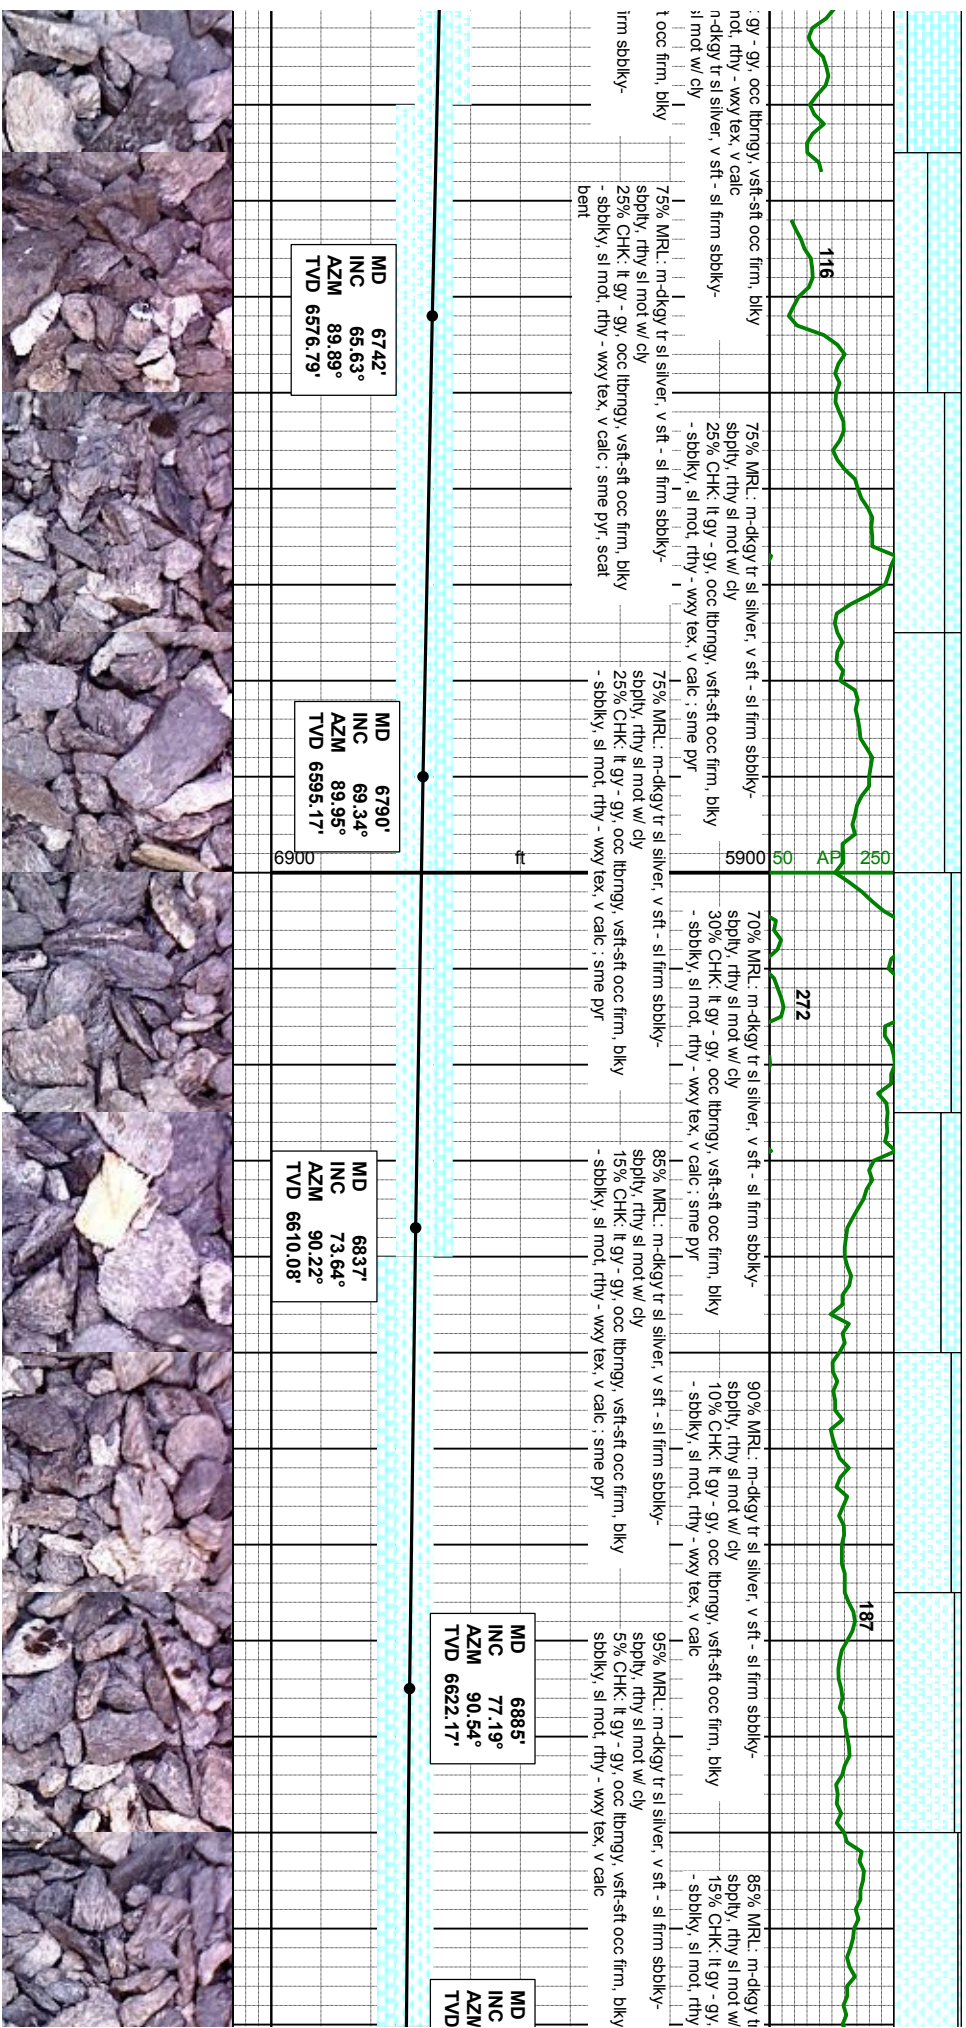 : gy - gy, occ ltbrngy, vsft-sft occ firm, blky
not, rthy - wxy tex, v calc
n-dkgy tr sl silver, v sft - sl firm sbblky-
sl mot w/ cly
t occ firm, blky
irm sbblky-
116
75% MRL: m-dkgy tr sl silver, v sft - sl firm sbblky-
sbplty, rthy sl mot w/ cly
25% CHK: lt gy - gy, occ ltbrngy, vsft-sft occ firm, blky
- sbblky, sl mot, rthy - wxy tex, v calc ; sme pyr, scat
bent
MD 6742'
INC 65.63°
AZM 89.89°
TVD 6576.79'
75% MRL: m-dkgy tr sl silver, v sft - sl firm sbblky-
sbplty, rthy sl mot w/ cly
25% CHK: lt gy - gy, occ ltbrngy, vsft-sft occ firm, blky
- sbblky, sl mot, rthy - wxy tex, v calc ; sme pyr
75% MRL: m-dkgy tr sl silver, v sft - sl firm sbblky-
sbplty, rthy sl mot w/ cly
25% CHK: lt gy - gy, occ ltbrngy, vsft-sft occ firm, blky
- sbblky, sl mot, rthy - wxy tex, v calc ; sme pyr
MD 6790'
INC 69.34°
AZM 89.95°
TVD 6595.17'
6900 ft 5900 50 API 250
70% MRL: m-dkgy tr sl silver, v sft - sl firm sbblky-
sbplty, rthy sl mot w/ cly
30% CHK: lt gy - gy, occ ltbrngy, vsft-sft occ firm, blky
- sbblky, sl mot, rthy - wxy tex, v calc ; sme pyr
272
85% MRL: m-dkgy tr sl silver, v sft - sl firm sbblky-
sbplty, rthy sl mot w/ cly
15% CHK: lt gy - gy, occ ltbrngy, vsft-sft occ firm, blky
- sbblky, sl mot, rthy - wxy tex, v calc ; sme pyr
MD 6837'
INC 73.64°
AZM 90.22°
TVD 6610.08'
90% MRL: m-dkgy tr sl silver, v sft - sl firm sbblky-
sbplty, rthy sl mot w/ cly
10% CHK: lt gy - gy, occ ltbrngy, vsft-sft occ firm, blky
- sbblky, sl mot, rthy - wxy tex, v calc
187
95% MRL: m-dkgy tr sl silver, v sft - sl firm sbblky-
sbplty, rthy sl mot w/ cly
5% CHK: lt gy - gy, occ ltbrngy, vsft-sft occ firm, blky
sbblky, sl mot, rthy - wxy tex, v calc
MD 6885'
INC 77.19°
AZM 90.54°
TVD 6622.17'
85% MRL: m-dkgy t
sbplty, rthy sl mot w/
15% CHK: lt gy - gy,
- sbblky, sl mot, rthy
MD
INC
AZM
TVD